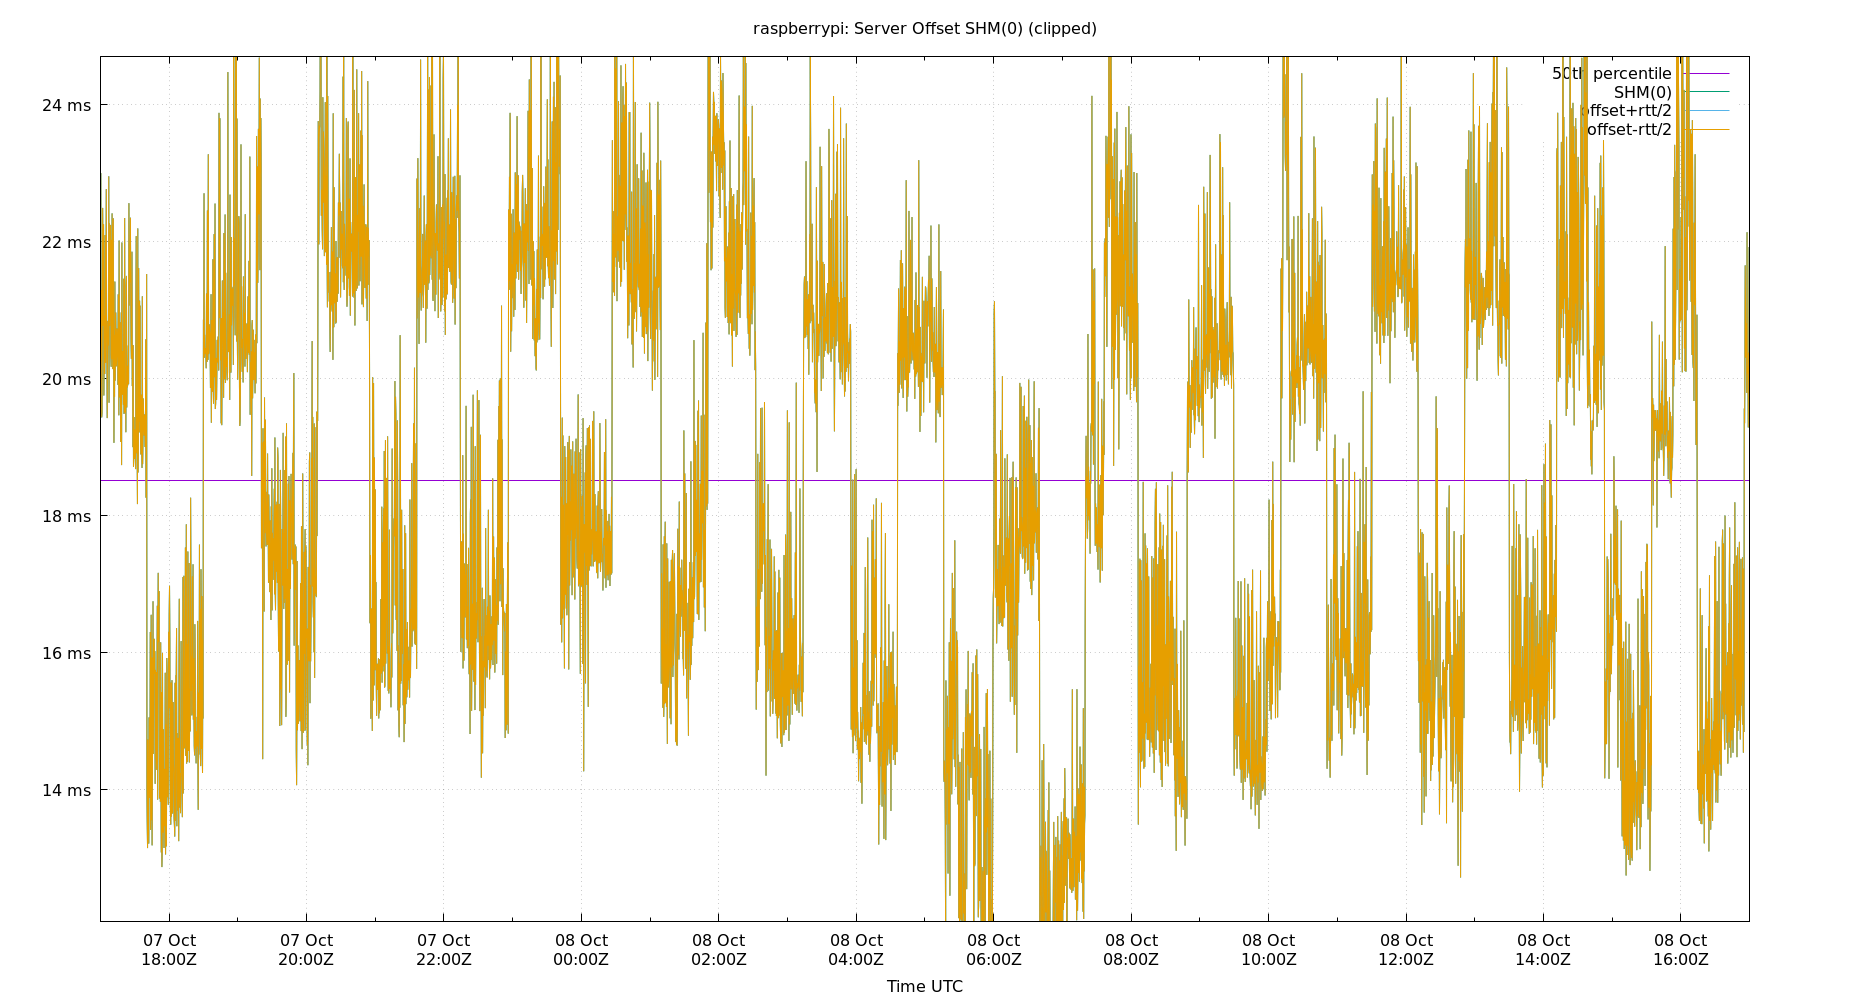 raspberrypi: Server Offset SHM(0) (clipped)
50th percentile
SHM(0)
offset+rtt/2
offset-rtt/2
24 ms
22 ms
20 ms
18 ms
16 ms
14 ms
07 Oct 07 Oct 07 Oct 08 Oct 08 Oct 08 Oct 08 Oct 08 Oct 08 Oct 08 Oct 08 Oct 08 Oct
18:00Z 20:00Z 22:00Z 00:00Z 02:00Z 04:00Z 06:00Z 08:00Z 10:00Z 12:00Z 14:00Z 16:00Z
Time UTC